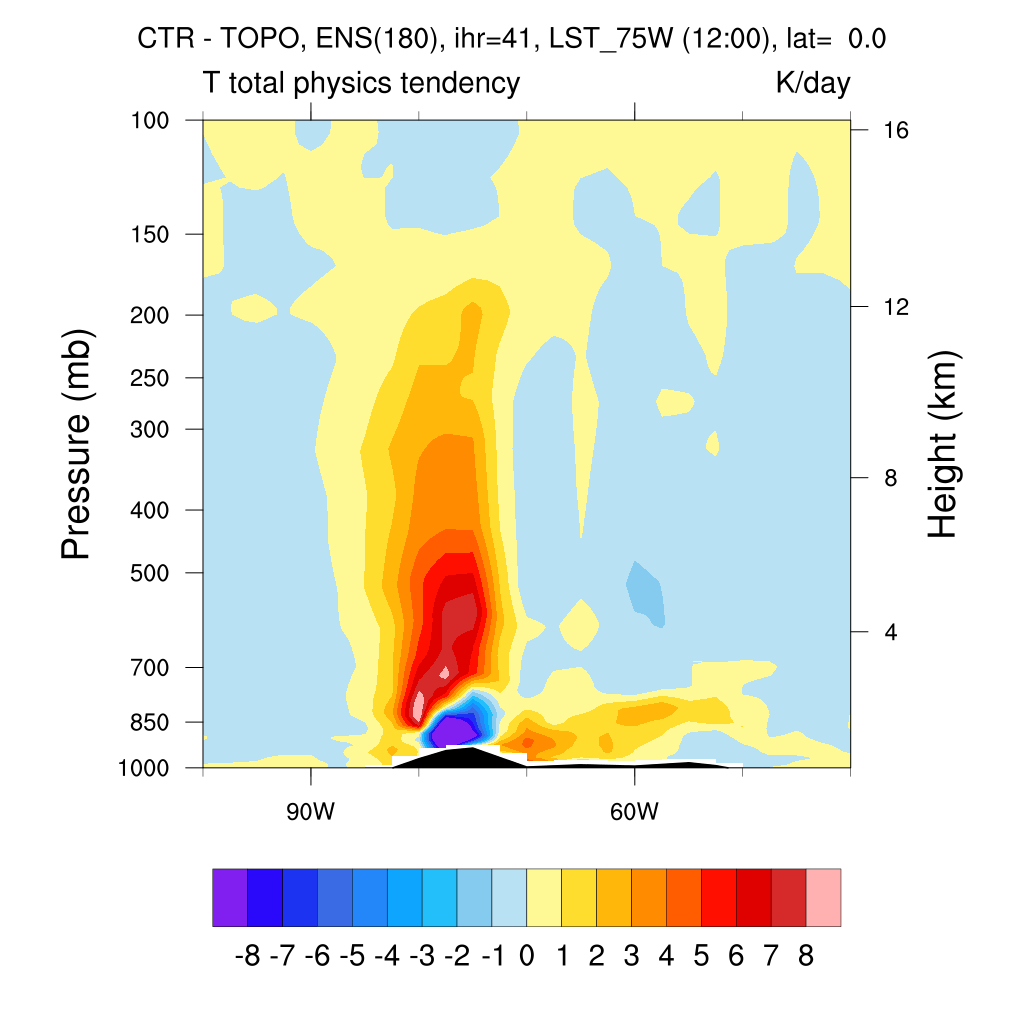 CTR - TOPO, ENS(180), ihr=41, LST_75W (12:00), lat=  0.0
T total physics tendency K/day
100
150
200
250
300
400
500
700
850
1000
Pressure (mb)
16
12
8
4
Height (km)
90W 60W
-8 -7 -6 -5 -4 -3 -2 -1 0 1 2 3 4 5 6 7 8